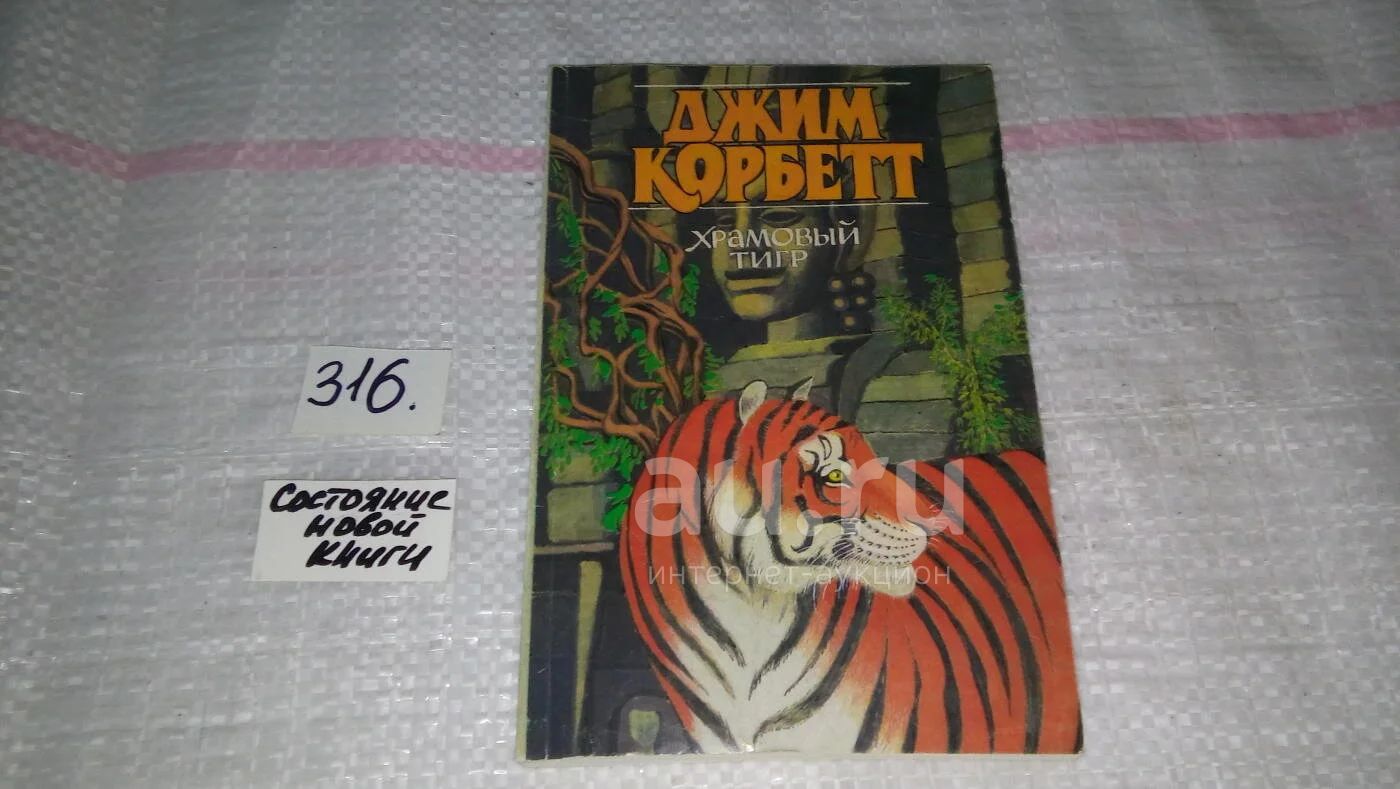 ДЖИМ
КОРБЕТТ
ХРАМОВЫЙ
ТИГР
316.
Состояние
новой
книги
au.ru
интернет-аукцион